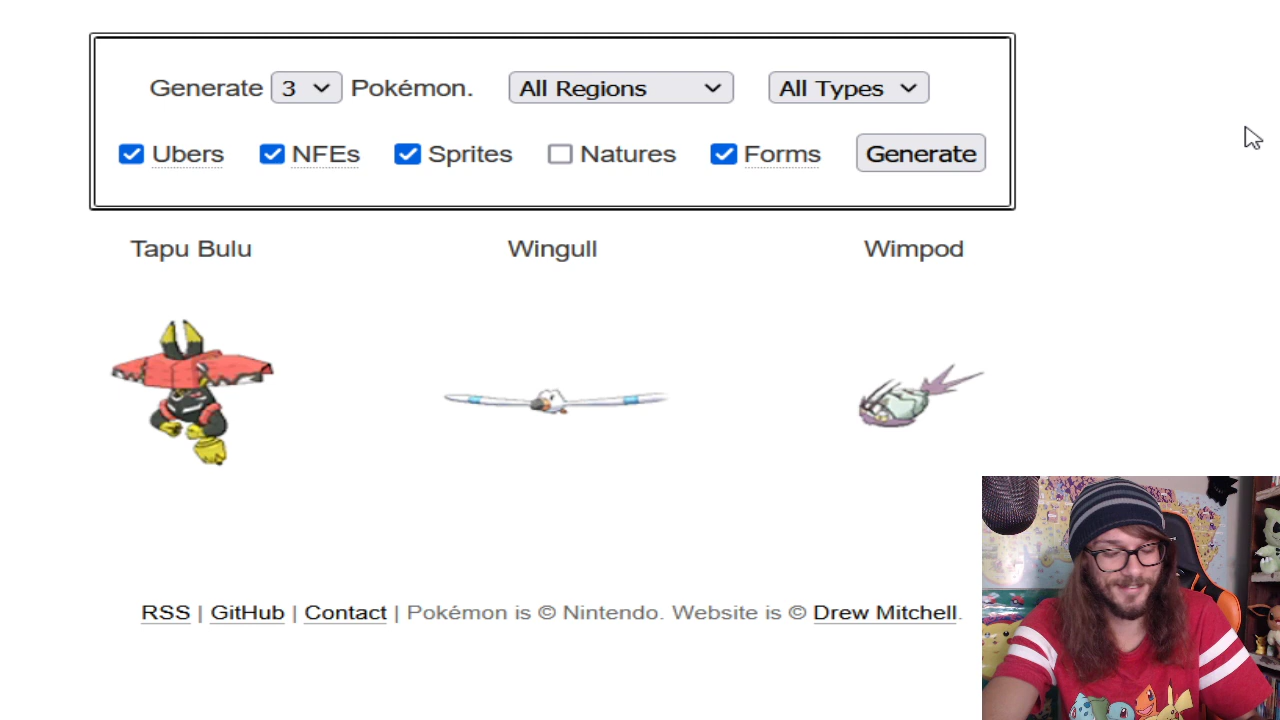 Generate 3 Pokémon. All Regions All Types
Ubers NFEs Sprites Natures Forms Generate
Tapu Bulu Wingull Wimpod
RSS | GitHub | Contact | Pokémon is © Nintendo. Website is © Drew Mitchell.